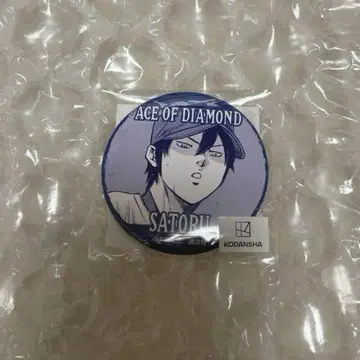 ACE OF DIAMOND
SATORU
KODANSHA